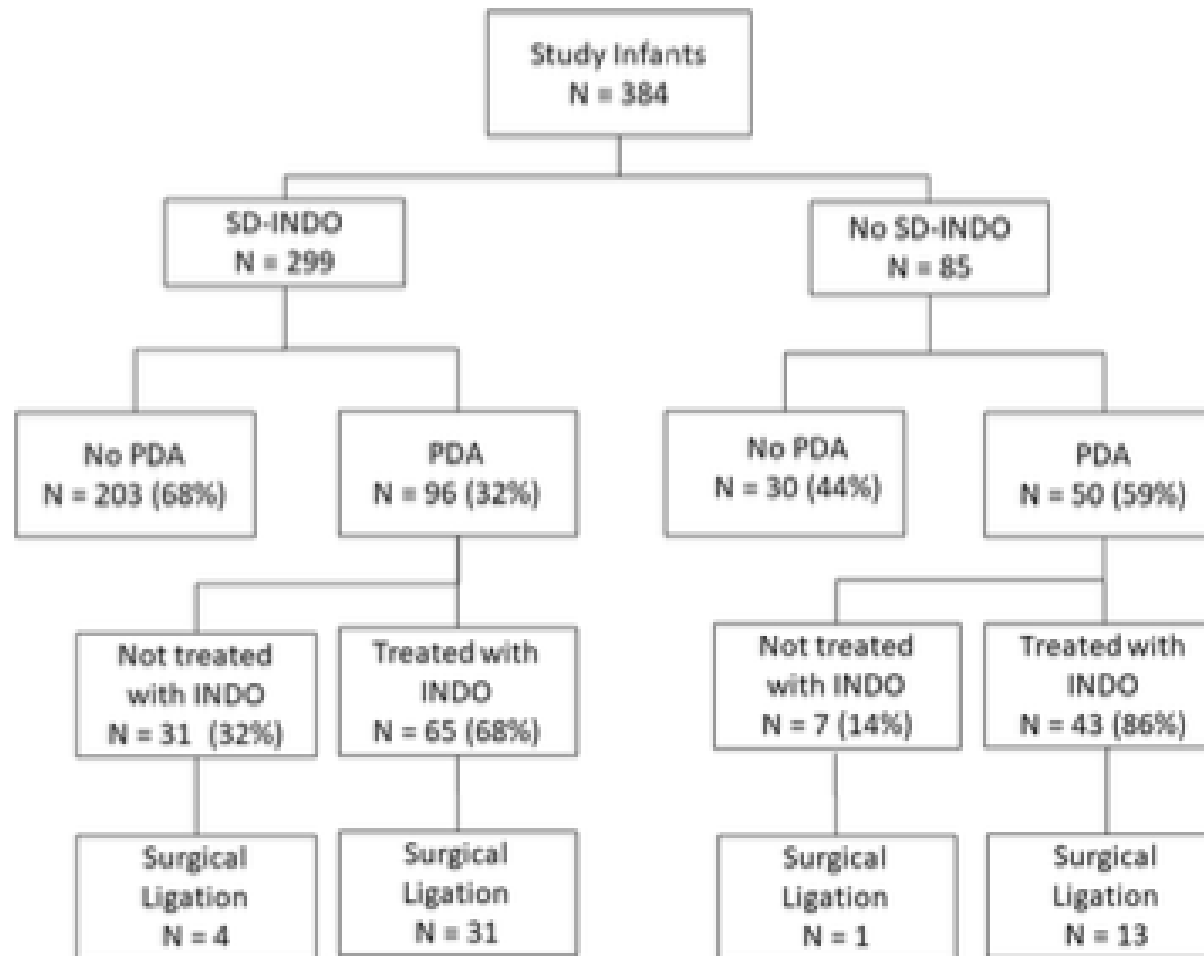 Study Infants
N = 384
SD-INDO
N = 299
No SD-INDO
N = 85
No PDA
N = 203 (68%)
PDA
N = 96 (32%)
No PDA
N = 30 (44%)
PDA
N = 50 (59%)
Not treated
with INDO
N = 31 (32%)
Treated with
INDO
N = 65 (68%)
Not treated
with INDO
N = 7 (14%)
Treated with
INDO
N = 43 (86%)
Surgical
Ligation
N = 4
Surgical
Ligation
N = 31
Surgical
Ligation
N = 1
Surgical
Ligation
N = 13